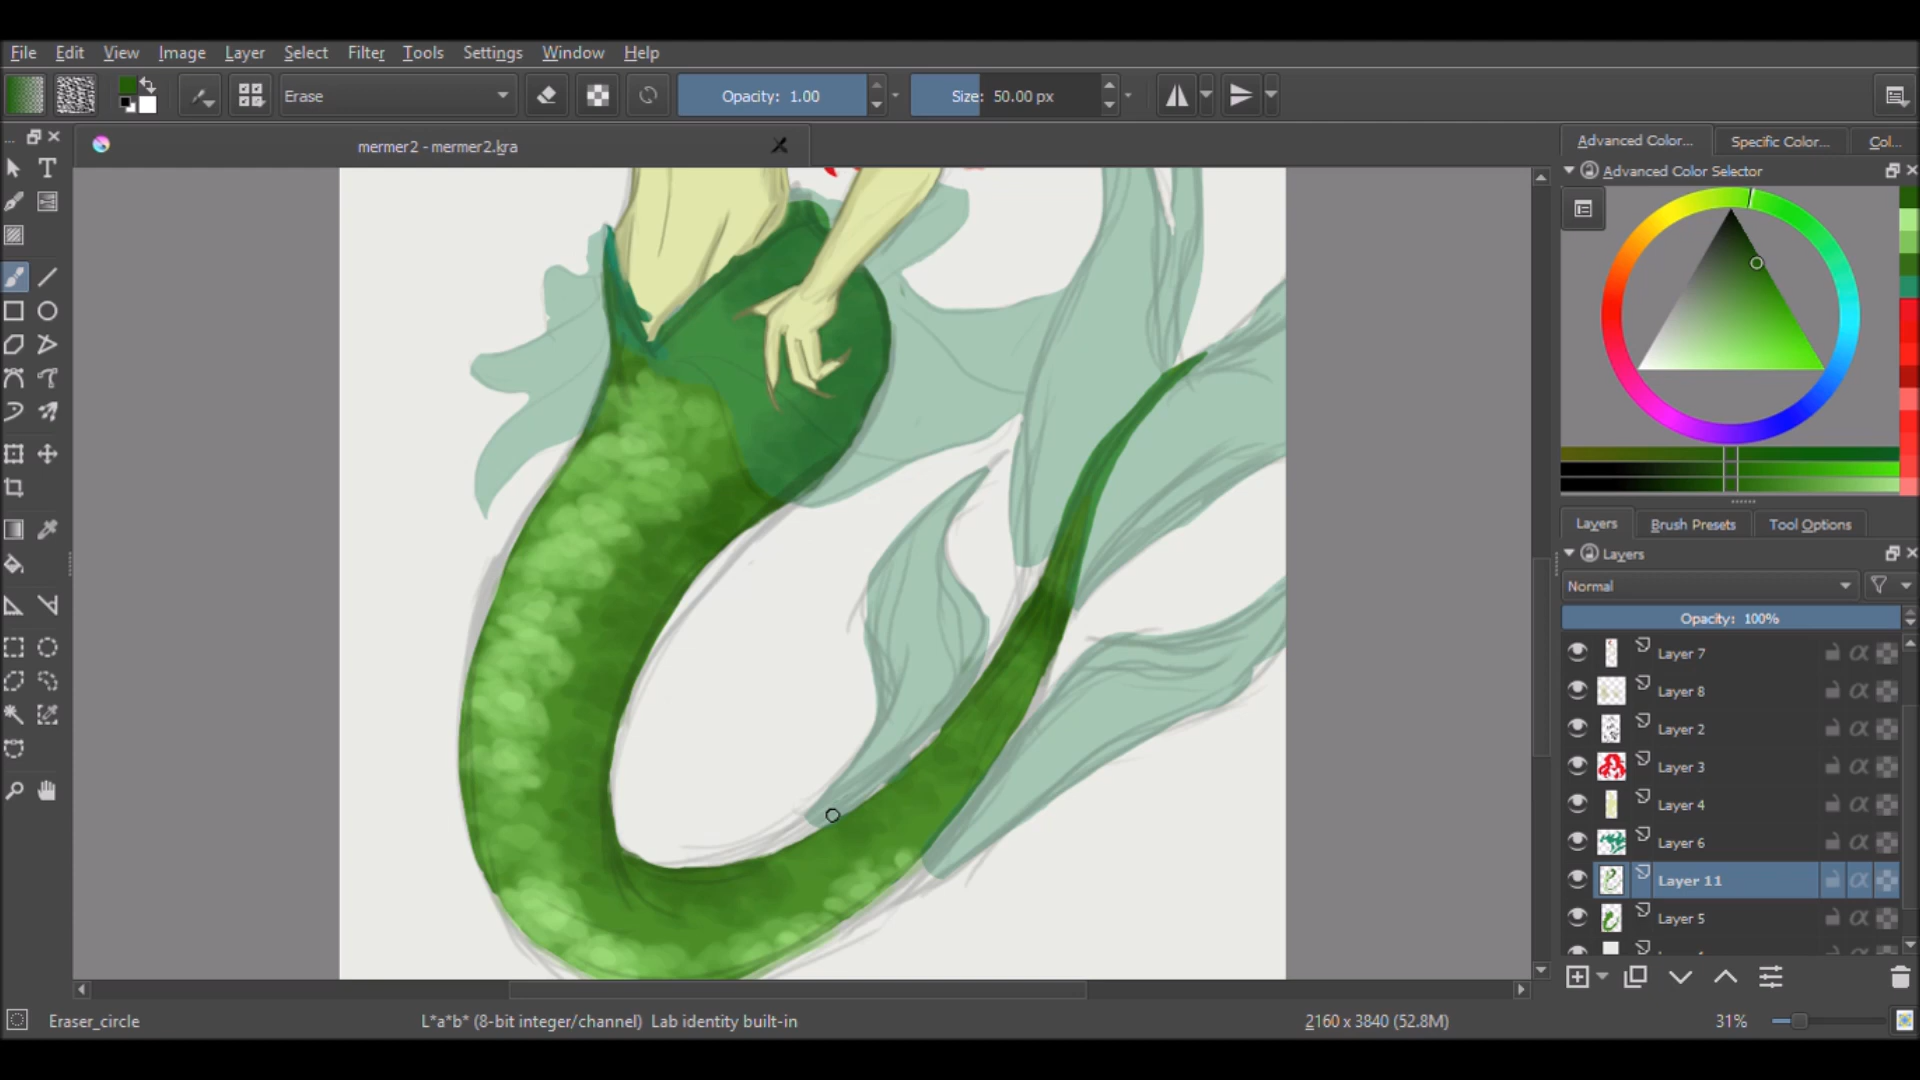 File Edit View Image Layer Select Filter Tools Settings Window Help
Erase Opacity: 1.00 Size: 50.00 px
mermer2 - mermer2.kra
Advanced Color... Specific Color... Col...
Advanced Color Selector
Layers Brush Presets Tool Options
Layers
Normal
Opacity: 100%
Layer 7
Layer 8
Layer 2
Layer 3
Layer 4
Layer 6
Layer 11
Layer 5
Eraser_circle L*a*b* (8-bit integer/channel) Lab identity built-in 2160 x 3840 (52.8M) 31%